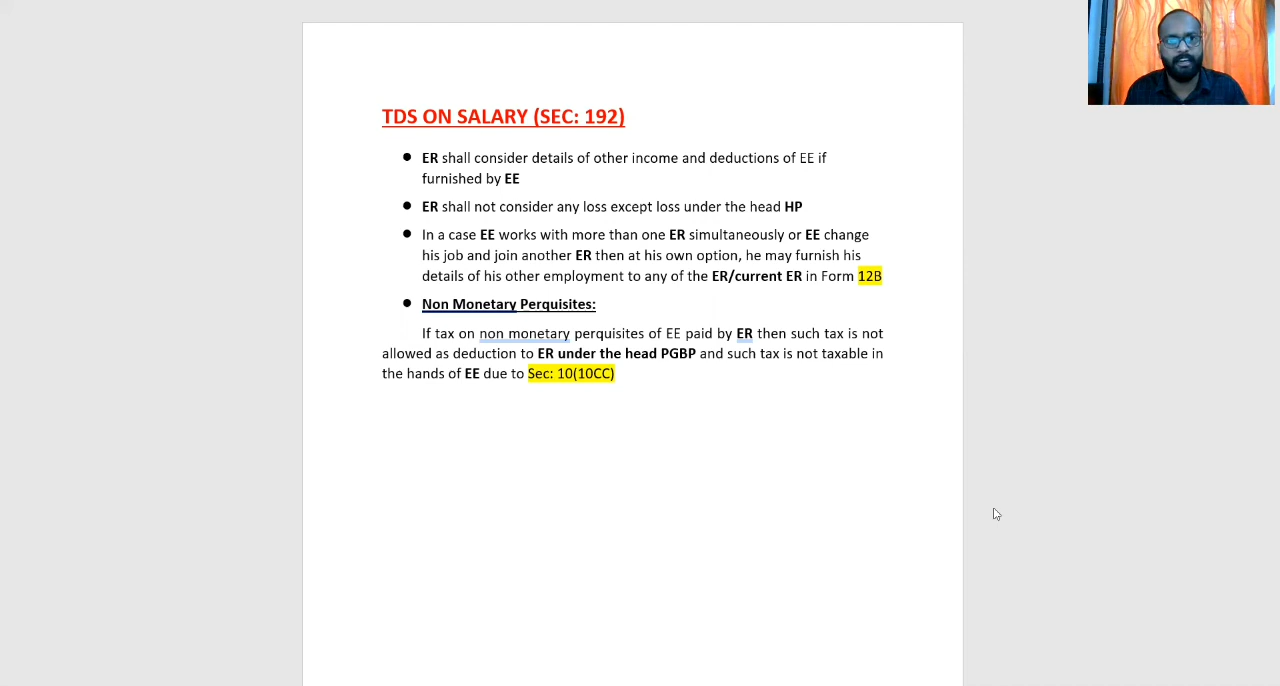 TDS ON SALARY (SEC: 192)
● ER shall consider details of other income and deductions of EE if
furnished by EE
● ER shall not consider any loss except loss under the head HP
● In a case EE works with more than one ER simultaneously or EE change
his job and join another ER then at his own option, he may furnish his
details of his other employment to any of the ER/current ER in Form 12B
● Non Monetary Perquisites:
If tax on non monetary perquisites of EE paid by ER then such tax is not
allowed as deduction to ER under the head PGBP and such tax is not taxable in
the hands of EE due to Sec: 10(10CC)